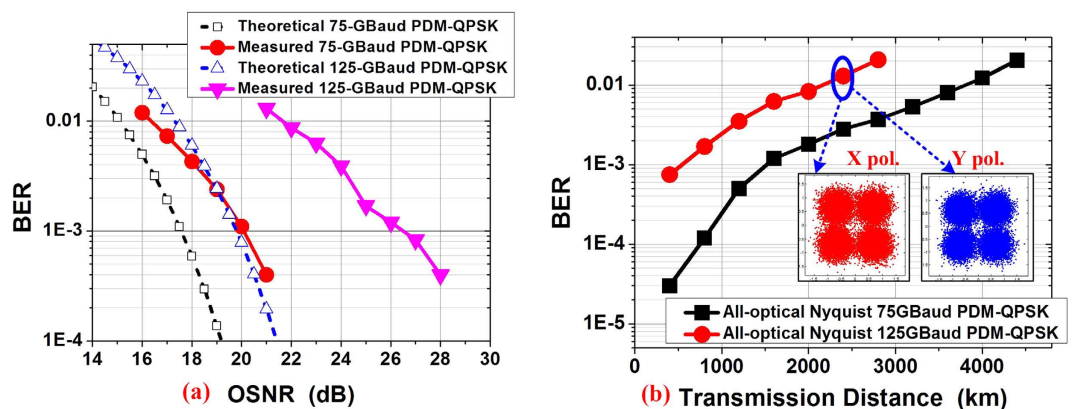 Theoretical 75-GBaud PDM-QPSK
Measured 75-GBaud PDM-QPSK
Theoretical 125-GBaud PDM-QPSK
Measured 125-GBaud PDM-QPSK
BER
0.01
1E-3
1E-4
14 16 18 20 22 24 26 28 30
(a) OSNR (dB)
BER
0.01
1E-3
1E-4
1E-5
X pol. Y pol.
All-optical Nyquist 75GBaud PDM-QPSK
All-optical Nyquist 125GBaud PDM-QPSK
0 1000 2000 3000 4000
(b) Transmission Distance (km)